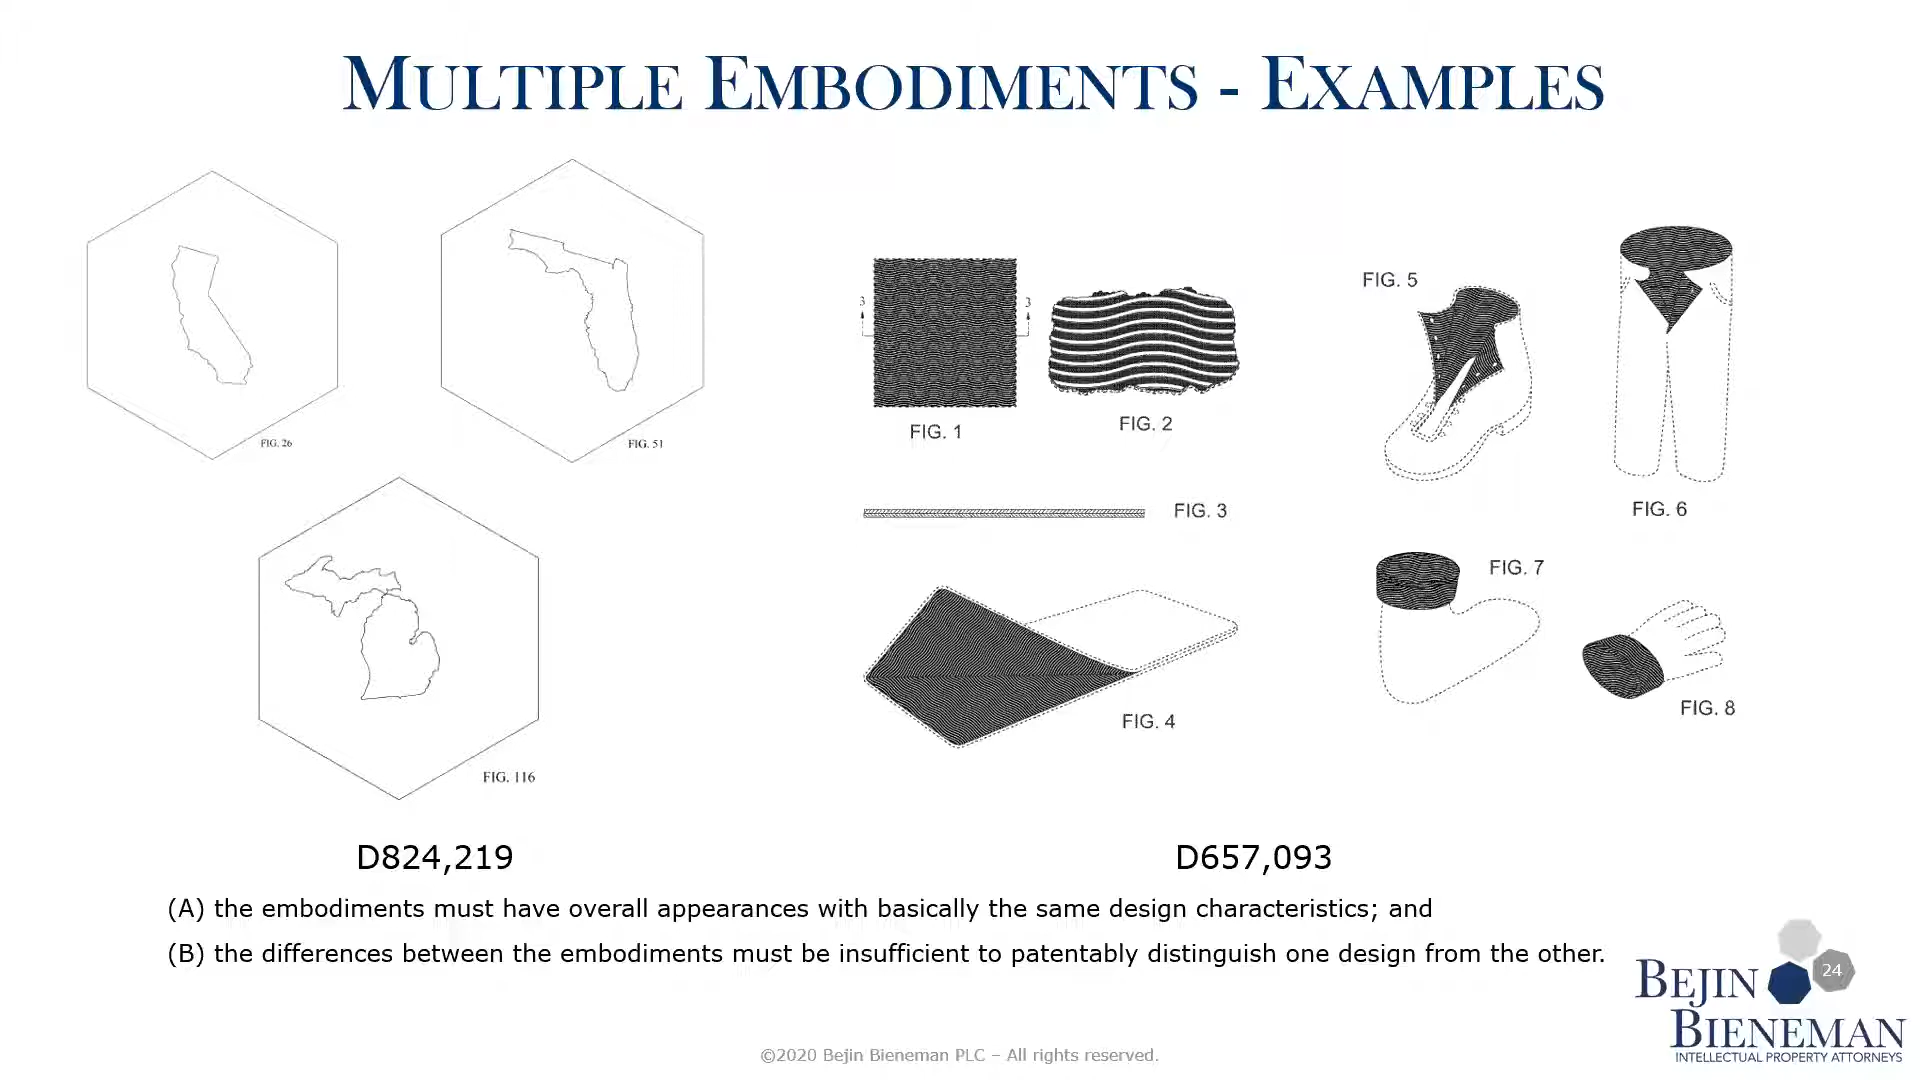 MULTIPLE EMBODIMENTS - EXAMPLES
FIG. 26
FIG. 51
FIG. 116
3
3
FIG. 1
FIG. 2
FIG. 3
FIG. 4
FIG. 5
FIG. 6
FIG. 7
FIG. 8
D824,219
D657,093
(A) the embodiments must have overall appearances with basically the same design characteristics; and
(B) the differences between the embodiments must be insufficient to patentably distinguish one design from the other.
24
BEJIN
BIENEMAN
INTELLECTUAL PROPERTY ATTORNEYS
©2020 Bejin Bieneman PLC – All rights reserved.